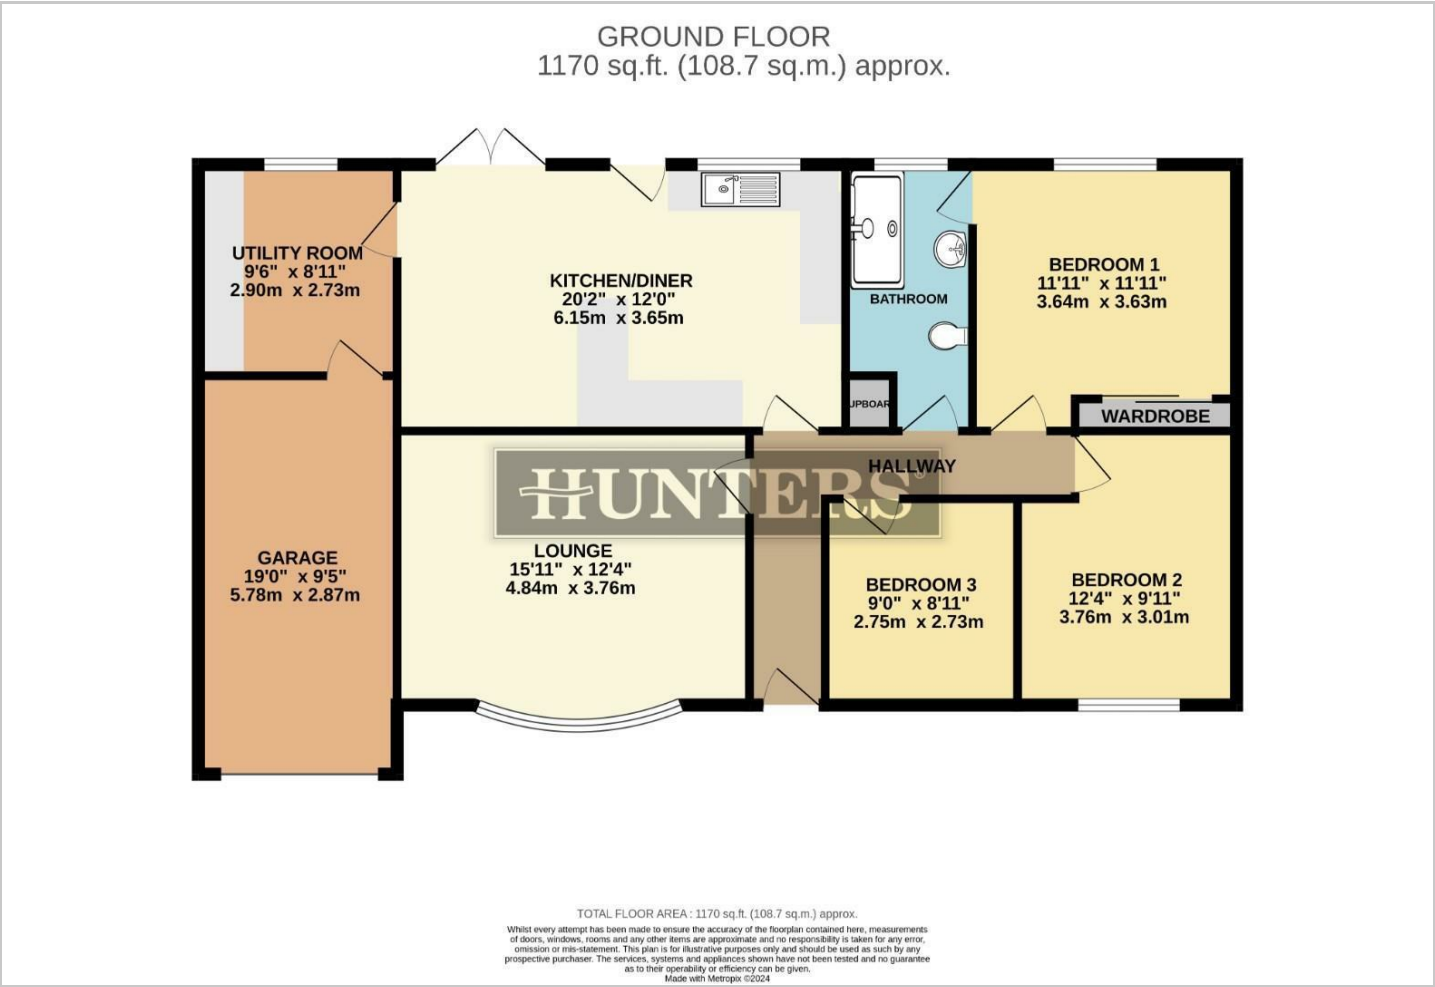 GROUND FLOOR
1170 sq.ft. (108.7 sq.m.) approx.
UTILITY ROOM
9'6" x 8'11"
2.90m x 2.73m
KITCHEN/DINER
20'2" x 12'0"
6.15m x 3.65m
BATHROOM
BEDROOM 1
11'11" x 11'11"
3.64m x 3.63m
UPBOAR
WARDROBE
HALLWAY
HUNTERS®
GARAGE
19'0" x 9'5"
5.78m x 2.87m
LOUNGE
15'11" x 12'4"
4.84m x 3.76m
BEDROOM 3
9'0" x 8'11"
2.75m x 2.73m
BEDROOM 2
12'4" x 9'11"
3.76m x 3.01m
TOTAL FLOOR AREA : 1170 sq.ft. (108.7 sq.m.) approx.
Whilst every attempt has been made to ensure the accuracy of the floorplan contained here, measurements
of doors, windows, rooms and any other items are approximate and no responsibility is taken for any error,
omission or mis-statement. This plan is for illustrative purposes only and should be used as such by any
prospective purchaser. The services, systems and appliances shown have not been tested and no guarantee
as to their operability or efficiency can be given.
Made with Metropix ©2024